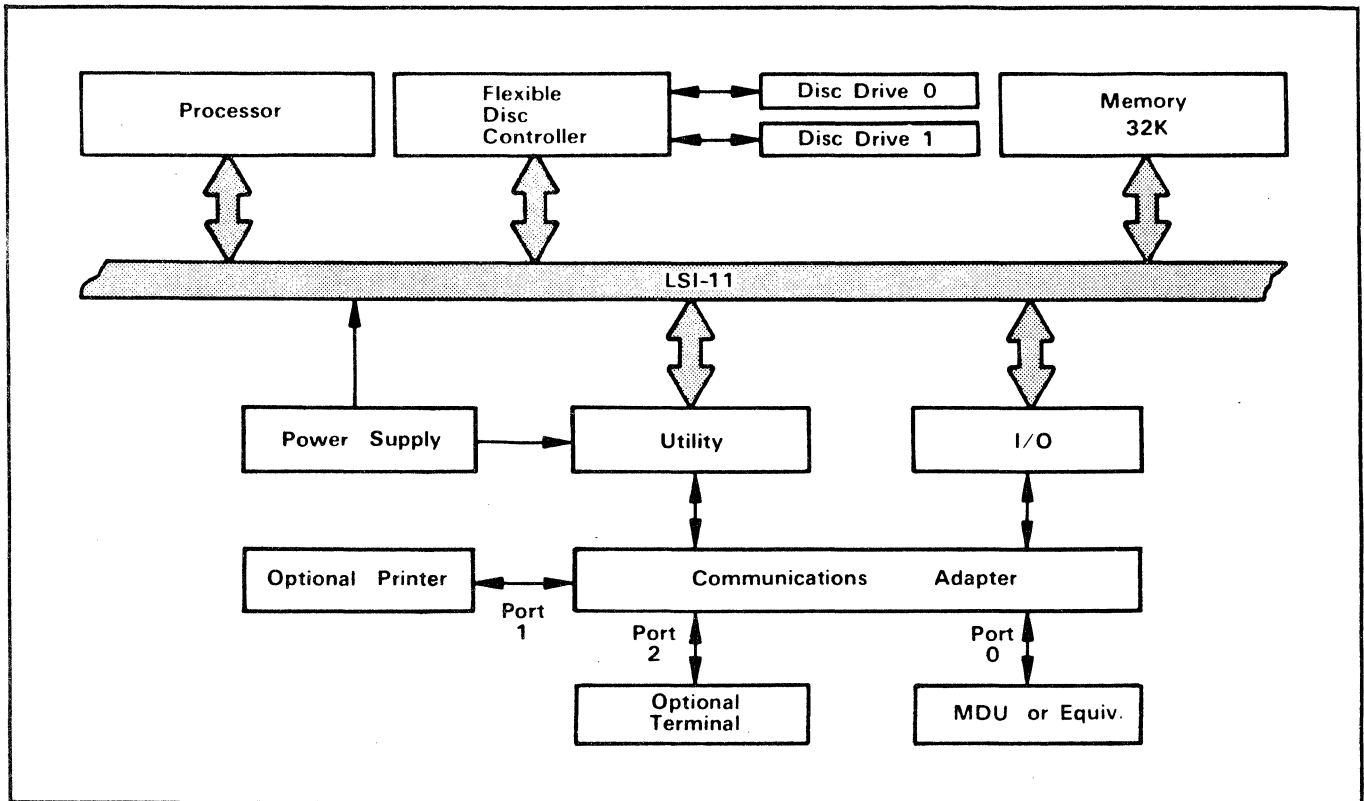 Processor
Flexible
Disc
Controller
Disc Drive 0
Disc Drive 1
Memory
32K
LSI-11
Power Supply
Utility
I/O
Optional Printer
Communications Adapter
Port
1
Port
2
Port
0
Optional
Terminal
MDU or Equiv.